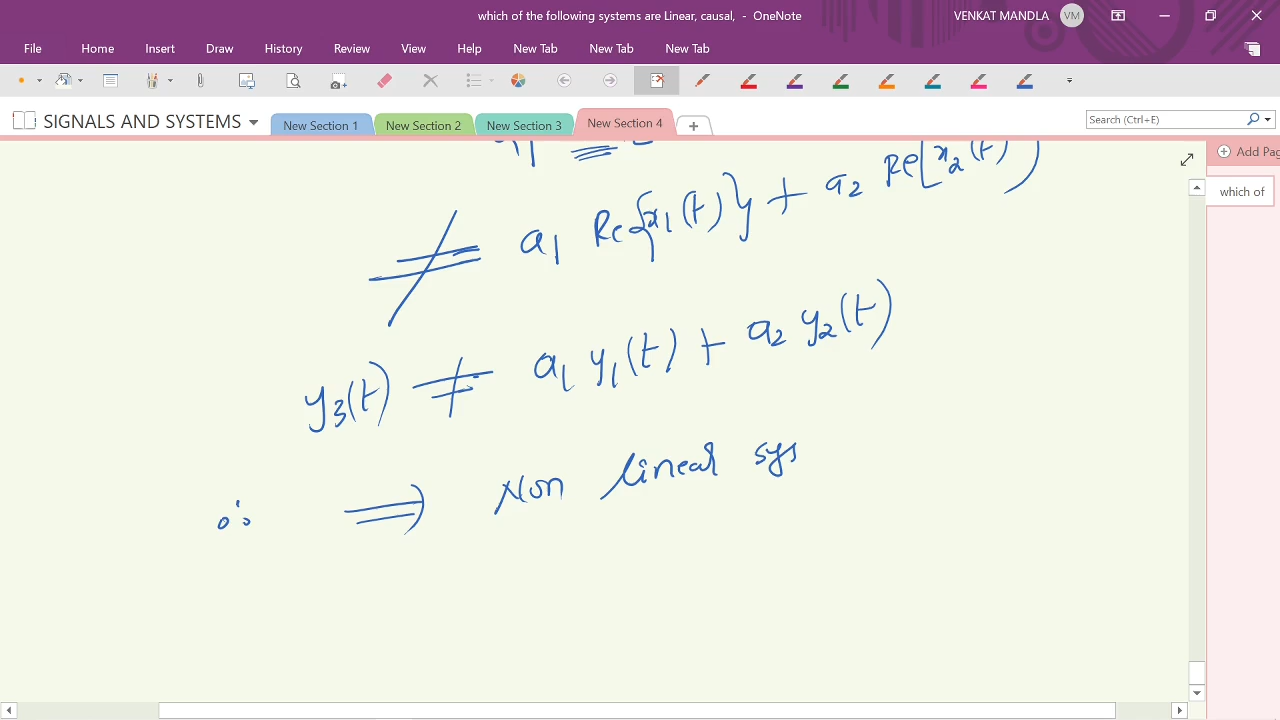 which of the following systems are Linear, causal, - OneNote
VENKAT MANDLA VM
File Home Insert Draw History Review View Help New Tab New Tab New Tab
SIGNALS AND SYSTEMS New Section 1 New Section 2 New Section 3 New Section 4 Search (Ctrl+E)
Add Pag
which of
≠ a1 Re{x1(t)} + a2 Re[x2(t)]
y3(t) ≠ a1 y1(t) + a2 y2(t)
∴ ⟹ Non linear sys